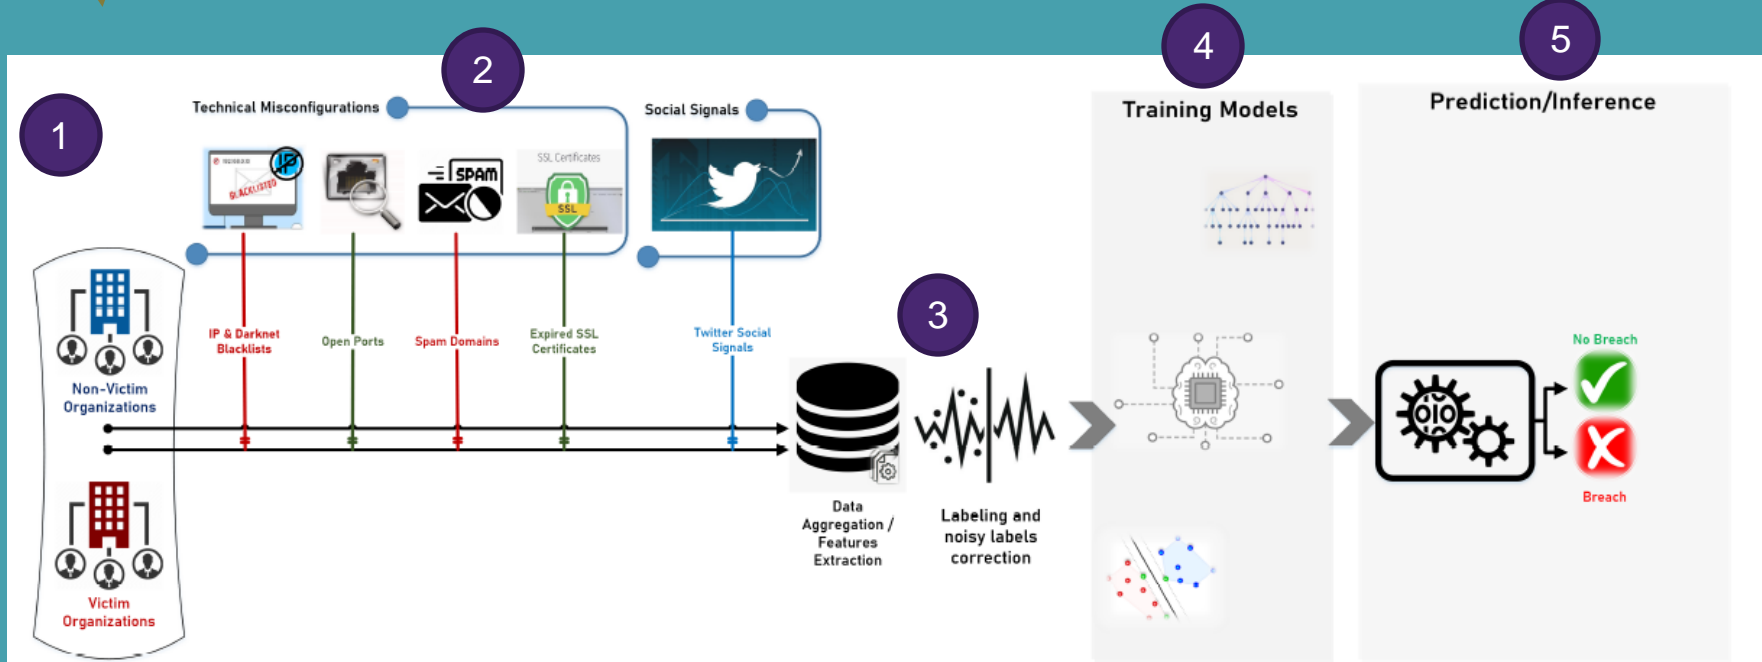 1
2
3
4
5
Technical Misconfigurations
Social Signals
BLACKLISTED
IP
SPAM
SSL Certificates
SSL
IP & Darknet
Blacklists
Open Ports
Spam Domains
Expired SSL
Certificates
Twitter Social
Signals
Non-Victim
Organizations
Victim
Organizations
Data
Aggregation /
Features
Extraction
Labeling and
noisy labels
correction
Training Models
Prediction/Inference
No Breach
Breach